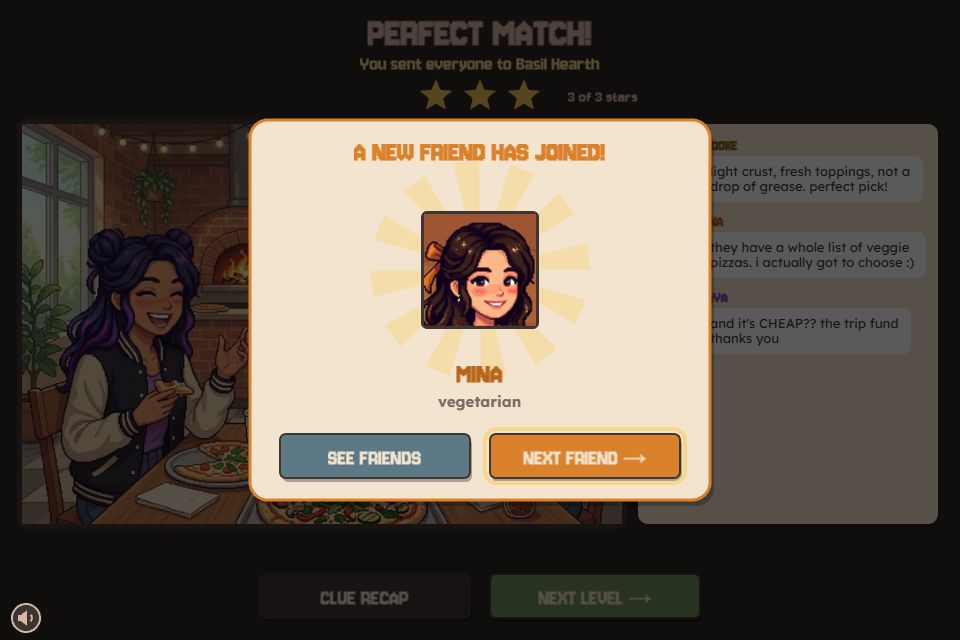 PERFECT MATCH!
You sent everyone to Basil Hearth
3 of 3 stars
A NEW FRIEND HAS JOINED!
MINA
vegetarian
SEE FRIENDS
NEXT FRIEND →
light crust, fresh toppings, not a
drop of grease. perfect pick!
they have a whole list of veggie
pizzas. i actually got to choose :)
and it's CHEAP?? the trip fund
thanks you
CLUE RECAP
NEXT LEVEL →